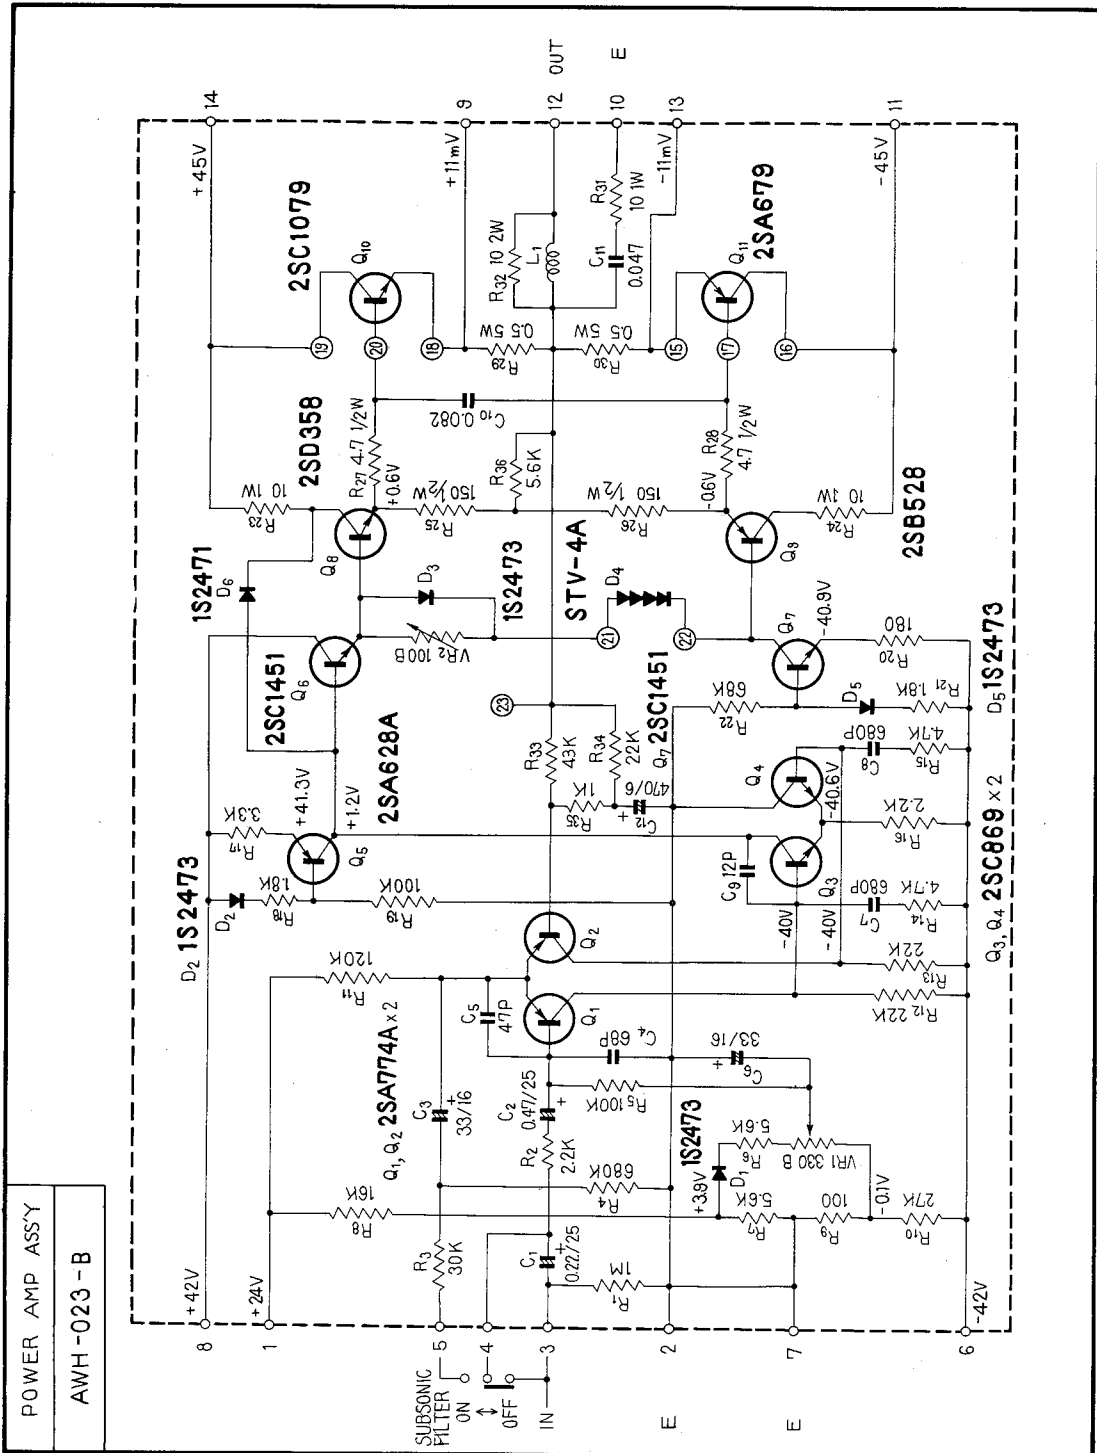 POWER AMP ASS'Y
AWH-023-B
+42V
8
1
+24V
SUBSONIC
FILTER
ON
↕
OFF
IN
5
4
3
E
2
E
7
6
-42V
R3
30K
C1
0.22/25
R1
1M
R8
16K
R4
680K
R2
2.2K
C2
0.47/25
C3
33/16
Q1, Q2 2SA774A x2
R11
120K
C5
47P
Q1
Q2
C4 68P
R5 100K
C6
33/16
1S2473
D1
+3.9V
R7
5.6K
R6
5.6K
VR1 330 B
R9
100
-0.1V
R10
27K
R12 22K
R13
22K
D2 1S2473
R18
1.8K
R19
100K
R17
3.3K
+41.3V
Q5
+1.2V
2SA628A
2SC1451
Q6
1S2471
D6
R23
10 1W
Q8
2SD358
R27 4.7 1/2W
+0.6V
R25
150 1/2W
VR2 100B
D3
1S2473
STV-4A
D4
21
22
23
R33
43K
R34
22K
R35
1K
C12
470/6
Q7 2SC1451
R22
68K
C9 12P
Q3
Q4
-40V
-40V
-40.6V
C7
680P
R14
4.7K
R16
2.2K
C8
680P
R15
4.7K
Q3, Q4 2SC869 x 2
D5
R21 1.8K
D5 1S2473
Q7
-40.9V
R20
180
R36
5.6K
R26
150 1/2W
-0.6V
Q9
R28
4.7 1/2W
R24
10 1W
2SB528
C10 0.082
2SC1079
Q10
19
20
18
R29
0.5 5W
R30
0.5 5W
15
17
16
Q11
2SA679
R32 10 2W
L1
C11
0.047
R31
10 1W
+45V
14
+11mV
9
12 OUT
10 E
-11mV
13
-45V
11